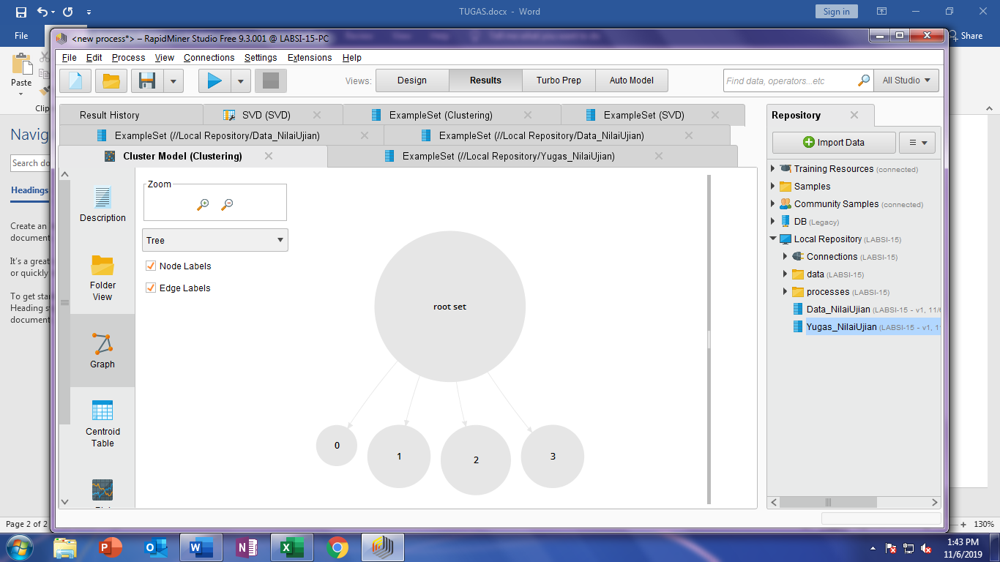 TUGAS.docx - Word
Sign in
File
Share
<new process*> – RapidMiner Studio Free 9.3.001 @ LABSI-15-PC
File Edit Process View Connections Settings Extensions Help
Views: Design Results Turbo Prep Auto Model
Find data, operators...etc
All Studio
Paste
Clip
Result History
SVD (SVD)
ExampleSet (Clustering)
ExampleSet (SVD)
ExampleSet (//Local Repository/Data_NilaiUjian)
ExampleSet (//Local Repository/Data_NilaiUjian)
Cluster Model (Clustering)
ExampleSet (//Local Repository/Yugas_NilaiUjian)
Navig
Search do
Headings
Create an
document
It's a great
or quickly
To get star
Heading st
document
Description
Folder
View
Graph
Centroid
Table
Zoom
Tree
Node Labels
Edge Labels
root set
0
1
2
3
Repository
Import Data
Training Resources (connected)
Samples
Community Samples (connected)
DB (Legacy)
Local Repository (LABSI-15)
Connections (LABSI-15)
data (LABSI-15)
processes (LABSI-15)
Data_NilaiUjian (LABSI-15 - v1, 11/6
Yugas_NilaiUjian (LABSI-15 - v1, 11
Page 2 of 2
130%
1:43 PM
11/6/2019